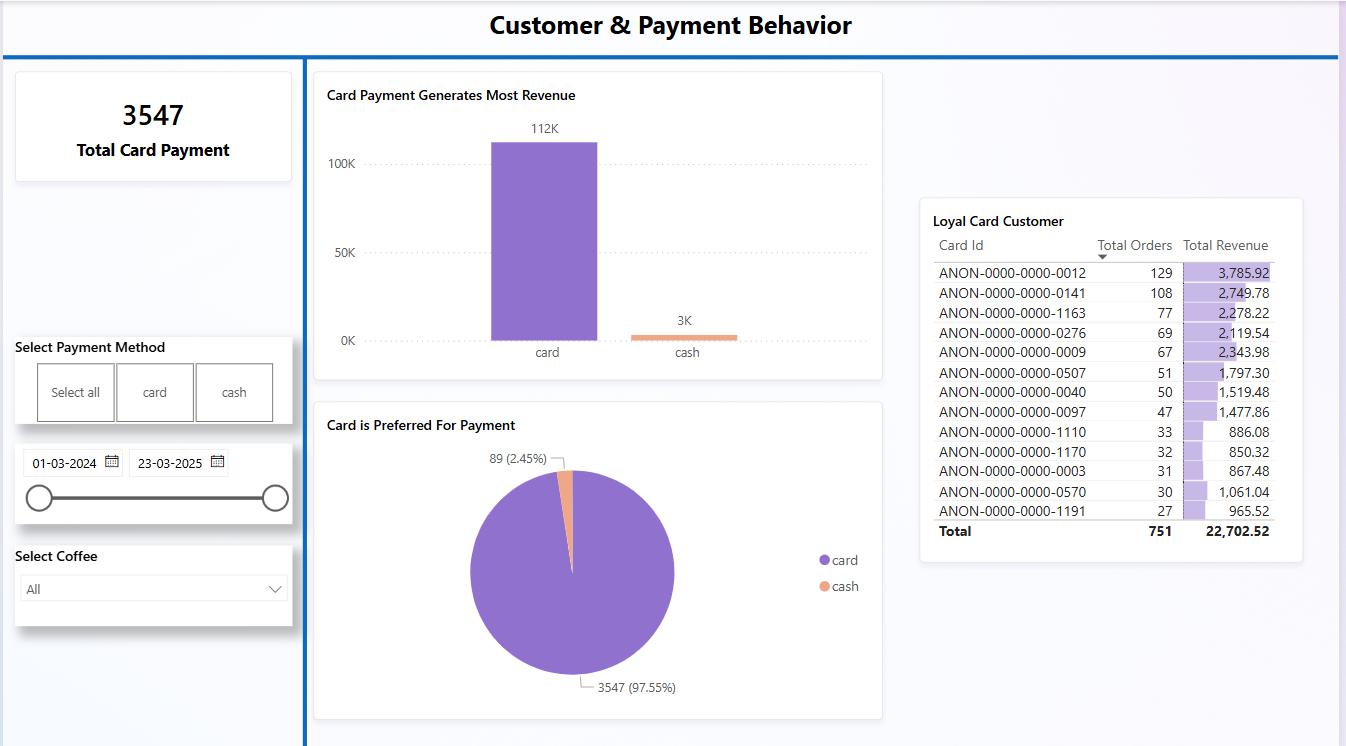 Customer & Payment Behavior
3547
Total Card Payment
Select Payment Method
Select all card cash
01-03-2024 23-03-2025
Select Coffee
All
Card Payment Generates Most Revenue
112K
100K
50K
3K
0K
card cash
Card is Preferred For Payment
89 (2.45%)
card
cash
3547 (97.55%)
Loyal Card Customer
Card Id Total Orders Total Revenue
ANON-0000-0000-0012 129 3,785.92
ANON-0000-0000-0141 108 2,749.78
ANON-0000-0000-1163 77 2,278.22
ANON-0000-0000-0276 69 2,119.54
ANON-0000-0000-0009 67 2,343.98
ANON-0000-0000-0507 51 1,797.30
ANON-0000-0000-0040 50 1,519.48
ANON-0000-0000-0097 47 1,477.86
ANON-0000-0000-1110 33 886.08
ANON-0000-0000-1170 32 850.32
ANON-0000-0000-0003 31 867.48
ANON-0000-0000-0570 30 1,061.04
ANON-0000-0000-1191 27 965.52
Total 751 22,702.52